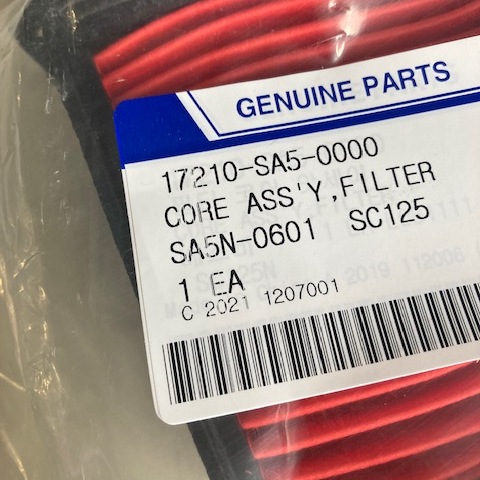 GENUINE PARTS
17210-SA5-0000
CORE ASS'Y,FILTER
SA5N-0601 SC125
1 EA
C 2021 1207001